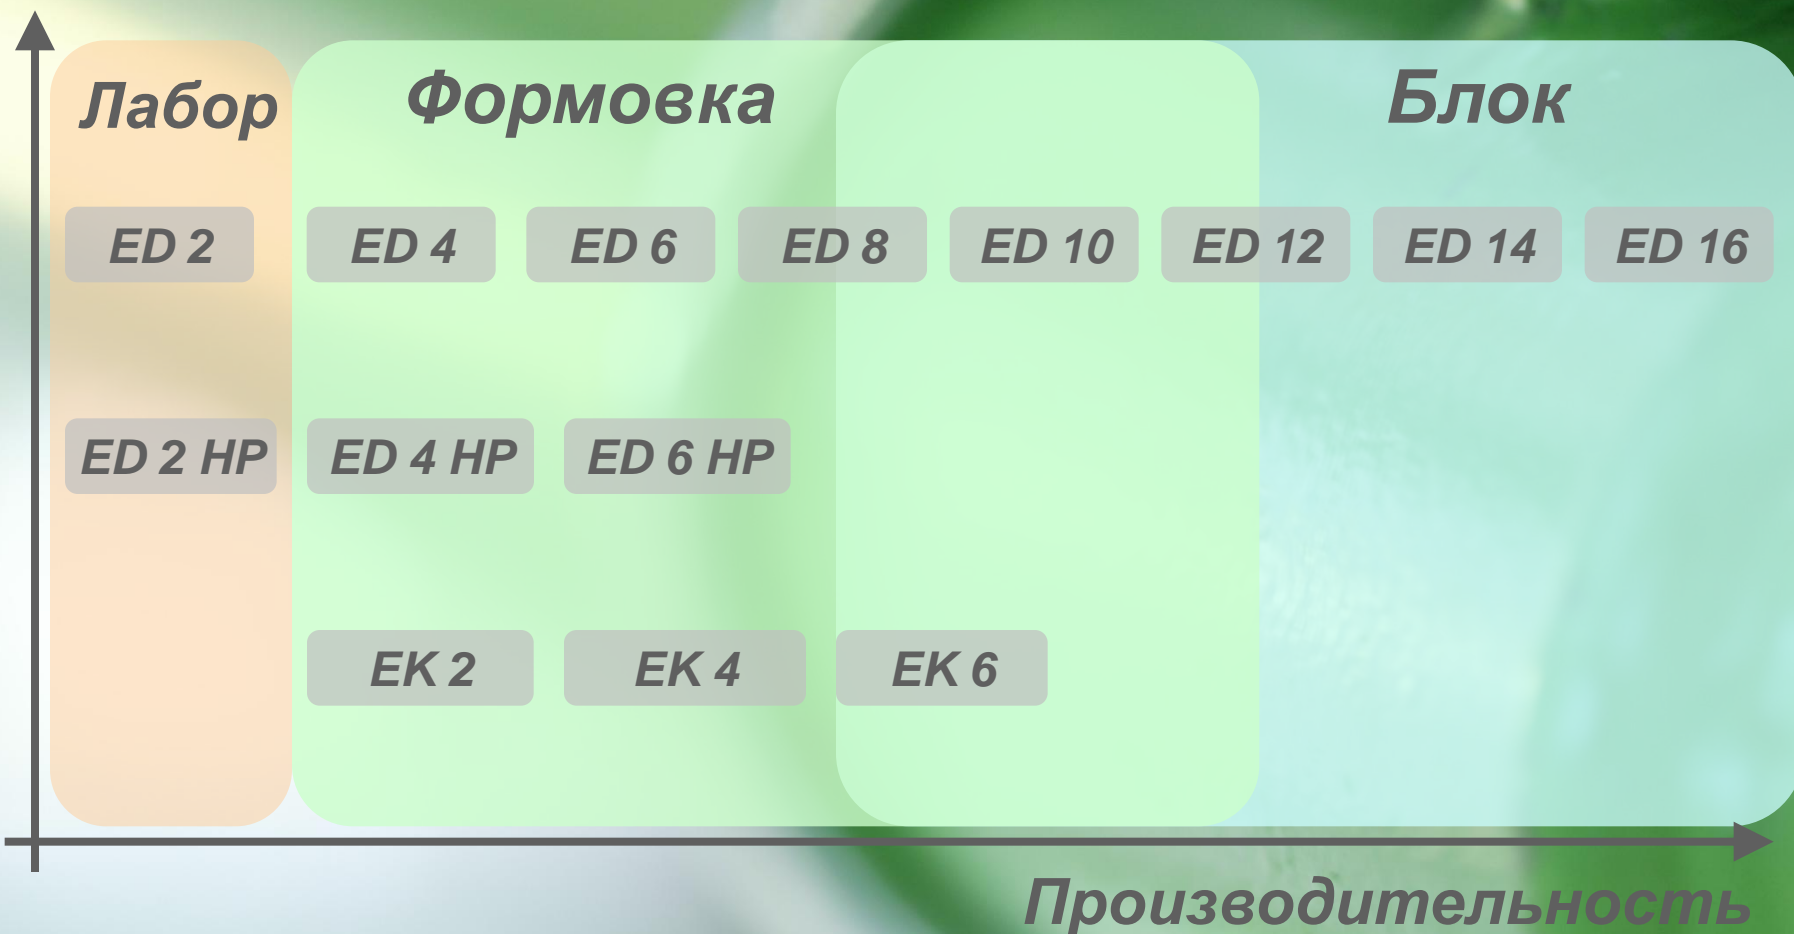 Лабор
Формовка
Блок
ED 2
ED 4
ED 6
ED 8
ED 10
ED 12
ED 14
ED 16
ED 2 HP
ED 4 HP
ED 6 HP
EK 2
EK 4
EK 6
Производительность